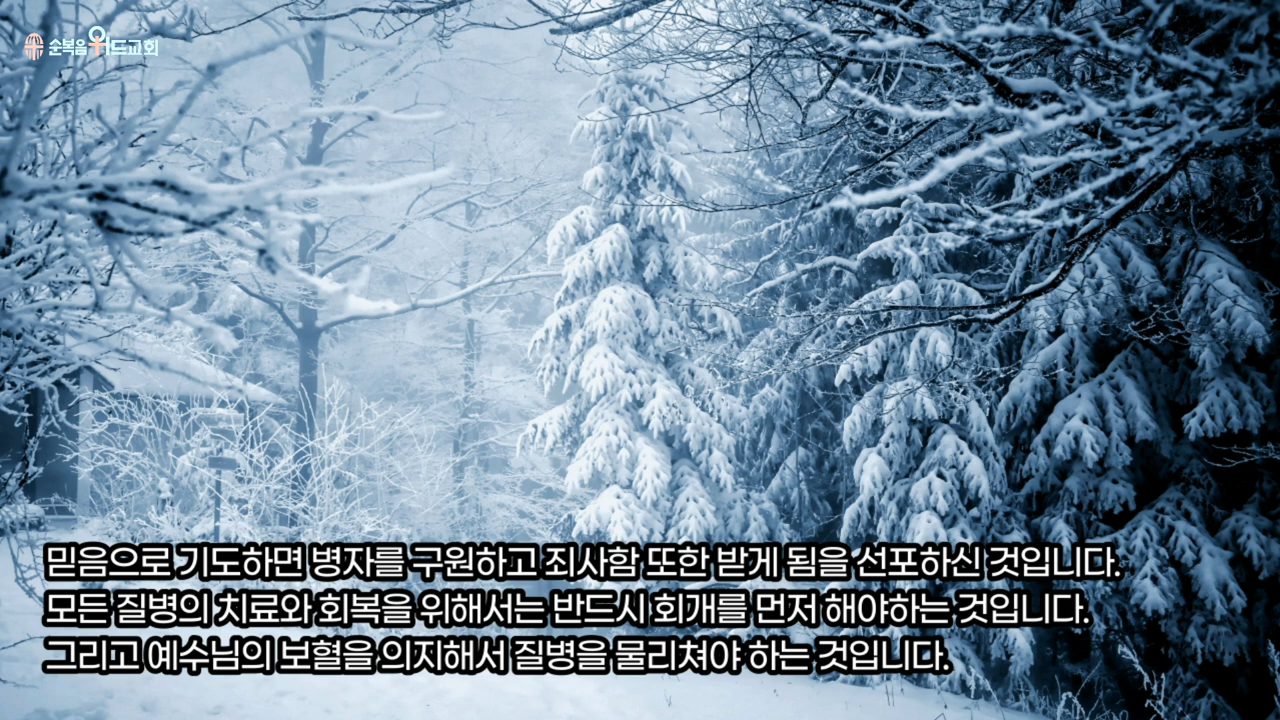 순복음위드교회
믿음으로 기도하면 병자를 구원하고 죄사함 또한 받게 됨을 선포하신 것입니다.
모든 질병의 치료와 회복을 위해서는 반드시 회개를 먼저 해야하는 것입니다.
그리고 예수님의 보혈을 의지해서 질병을 물리쳐야 하는 것입니다.